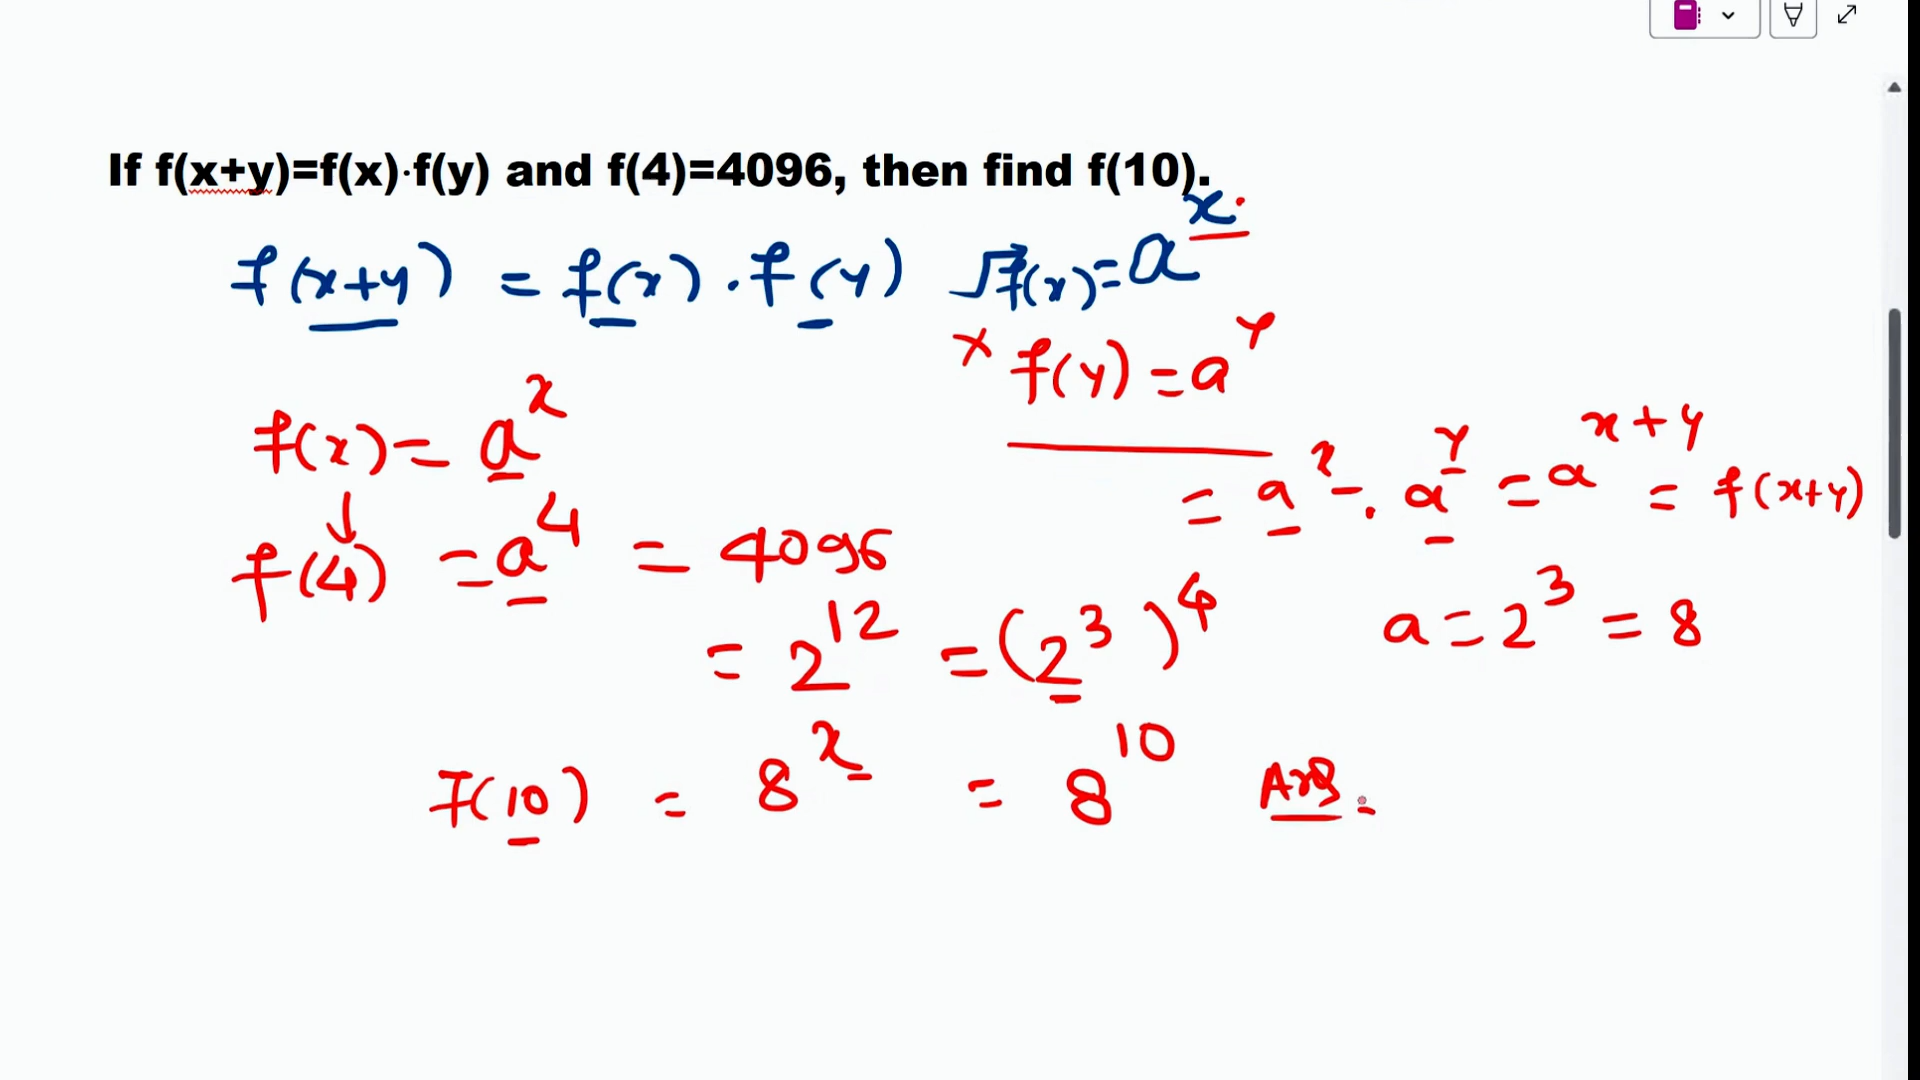 If f(x+y)=f(x)·f(y) and f(4)=4096, then find f(10).
f(x+y) = f(x) . f(y) √f(x) = a^x.
× f(y) = a^y
f(x) = a^x
= a^x . a^y = a^(x+y) = f(x+y)
↓
f(4) = a^4 = 4096
= 2^12 = (2^3)^4 a = 2^3 = 8
f(10) = 8^x = 8^10 Ans.